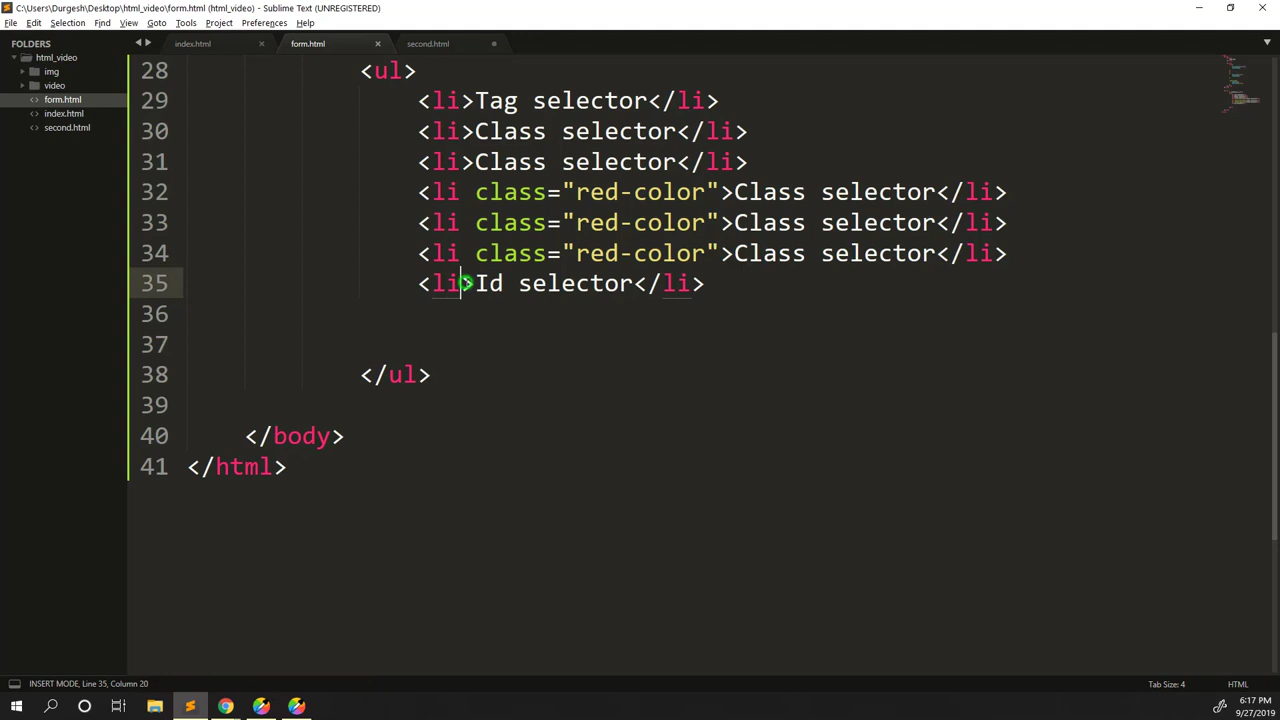 C:\Users\Durgesh\Desktop\html_video\form.html (html_video) - Sublime Text (UNREGISTERED)
File Edit Selection Find View Goto Tools Project Preferences Help
FOLDERS
html_video
img
video
form.html
index.html
second.html
index.html
form.html
second.html
28 <ul>
29 <li>Tag selector</li>
30 <li>Class selector</li>
31 <li>Class selector</li>
32 <li class="red-color">Class selector</li>
33 <li class="red-color">Class selector</li>
34 <li class="red-color">Class selector</li>
35 <li>Id selector</li>
36
37
38 </ul>
39
40 </body>
41 </html>
INSERT MODE, Line 35, Column 20
Tab Size: 4
HTML
6:17 PM
9/27/2019